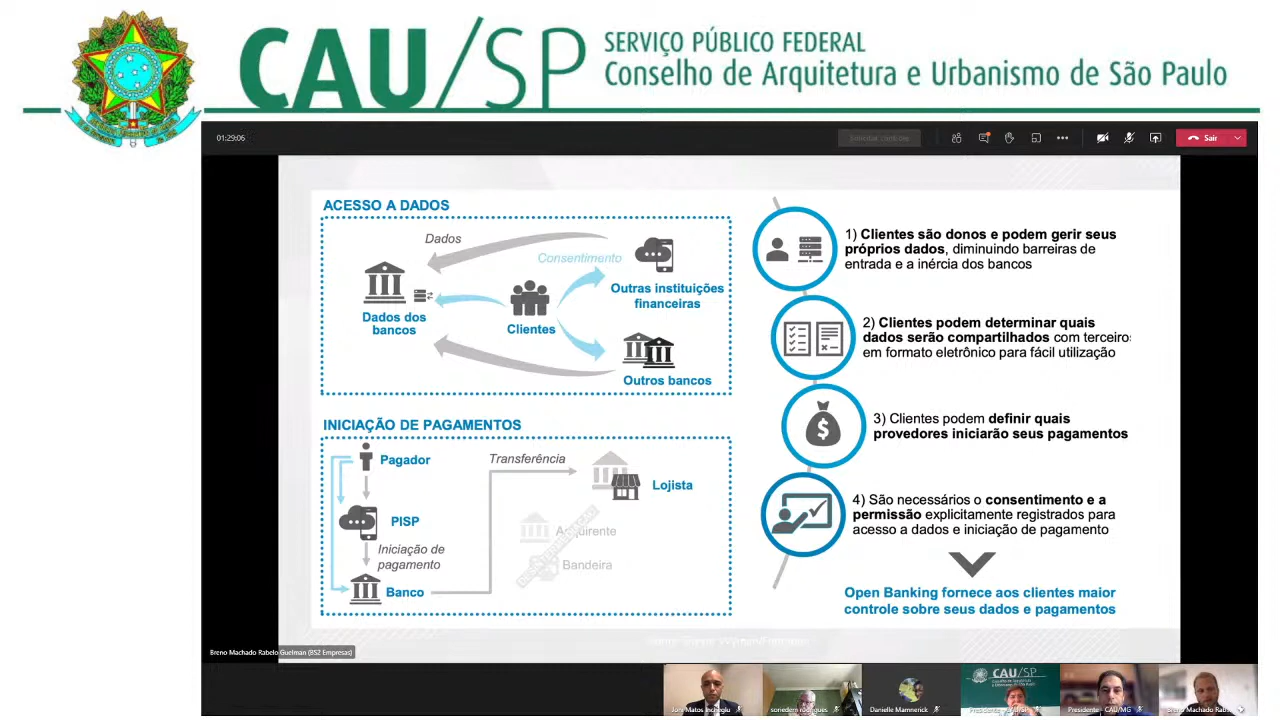 CAU/SP
SERVIÇO PÚBLICO FEDERAL
Conselho de Arquitetura e Urbanismo de São Paulo
01:29:06
Sair
ACESSO A DADOS
Dados
Consentimento
Outras instituições
financeiras
Dados dos
bancos
Clientes
Outros bancos
INICIAÇÃO DE PAGAMENTOS
Pagador
Transferência
Lojista
PISP
Adquirente
Iniciação de
pagamento
Bandeira
Banco
1) Clientes são donos e podem gerir seus
próprios dados, diminuindo barreiras de
entrada e a inércia dos bancos
2) Clientes podem determinar quais
dados serão compartilhados com terceiros
em formato eletrônico para fácil utilização
3) Clientes podem definir quais
provedores iniciarão seus pagamentos
4) São necessários o consentimento e a
permissão explicitamente registrados para
acesso a dados e iniciação de pagamento
Open Banking fornece aos clientes maior
controle sobre seus dados e pagamentos
Breno Machado Rabelo Guelman (BS2 Empresas)
soriedem rodrigues
Danielle Mamnerick
CAU/SP
Presidente - CAU/MG